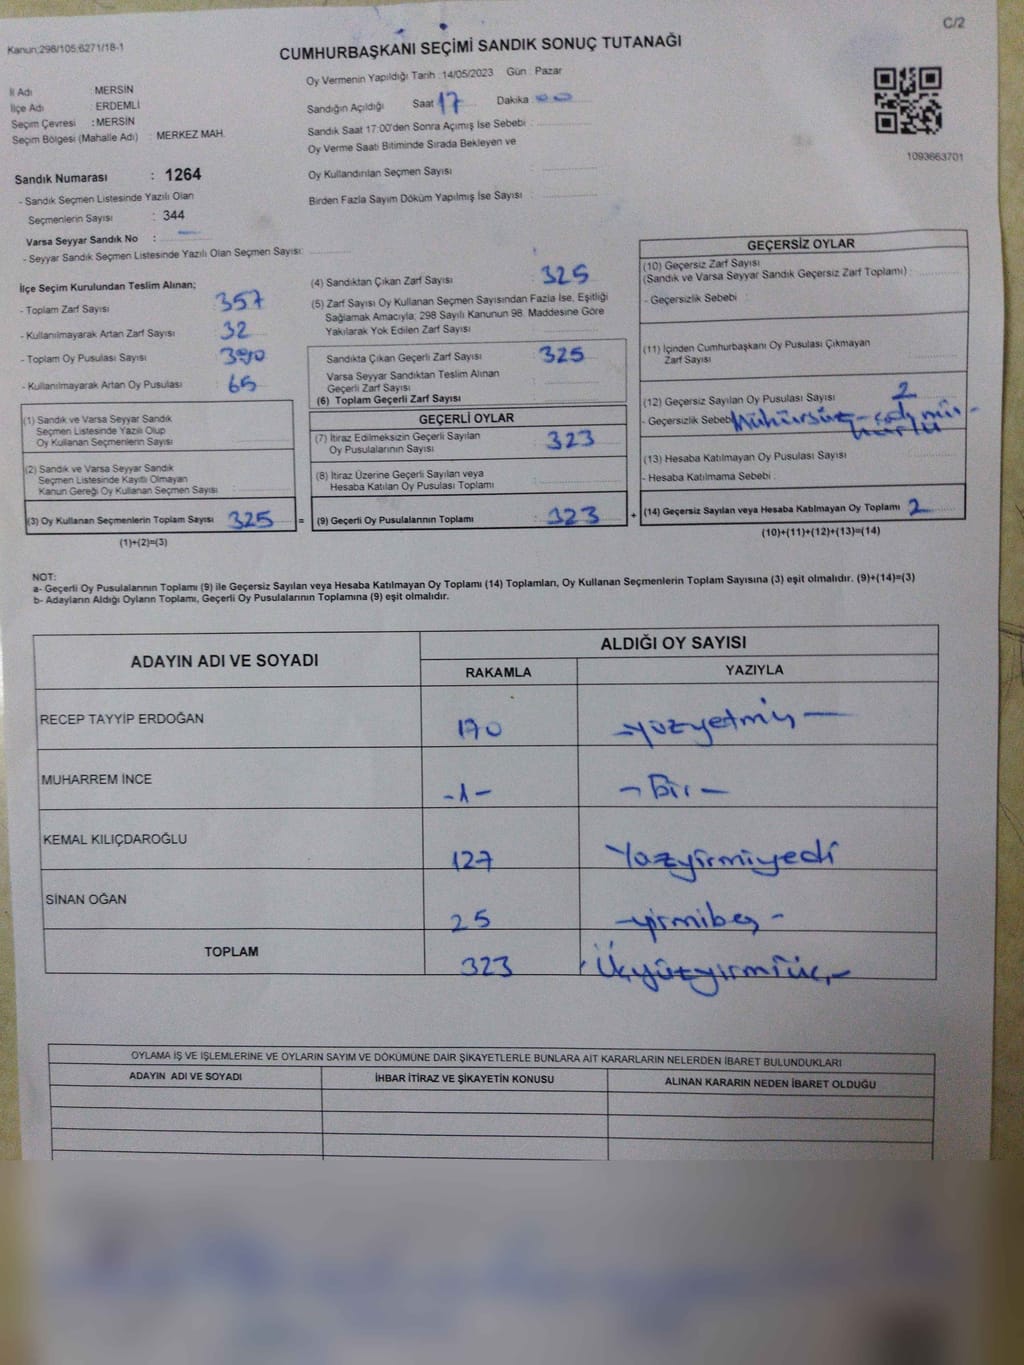 C/2
Kanun;298/105;6271/18-1
CUMHURBAŞKANI SEÇİMİ SANDIK SONUÇ TUTANAĞI
Oy Vermenin Yapıldığı Tarih : 14/05/2023 Gün : Pazar
İl Adı : MERSİN
İlçe Adı : ERDEMLİ
Seçim Çevresi : MERSİN
Seçim Bölgesi (Mahalle Adı) : MERKEZ MAH.
Sandığın Açıldığı Saat 17 Dakika 00
Sandık Saat 17:00'den Sonra Açımış İse Sebebi :
Oy Verme Saati Bitiminde Sırada Bekleyen ve
Oy Kullandırılan Seçmen Sayısı :
Birden Fazla Sayım Döküm Yapılmış İse Sayısı :
1093663701
Sandık Numarası : 1264
- Sandık Seçmen Listesinde Yazılı Olan
Seçmenlerin Sayısı : 344
Varsa Seyyar Sandık No : -
- Seyyar Sandık Seçmen Listesinde Yazılı Olan Seçmen Sayısı:
İlçe Seçim Kurulundan Teslim Alınan;
- Toplam Zarf Sayısı : 357
- Kullanılmayarak Artan Zarf Sayısı : 32
- Toplam Oy Pusulası Sayısı : 390
- Kullanılmayarak Artan Oy Pusulası : 65
(1) Sandık ve Varsa Seyyar Sandık
Seçmen Listesinde Yazılı Olup
Oy Kullanan Seçmenlerin Sayısı :
(2) Sandık ve Varsa Seyyar Sandık
Seçmen Listesinde Kayıtlı Olmayan
Kanun Gereği Oy Kullanan Seçmen Sayısı :
(3) Oy Kullanan Seçmenlerin Toplam Sayısı : 325
(1)+(2)=(3)
=
(4) Sandıktan Çıkan Zarf Sayısı : 325
(5) Zarf Sayısı Oy Kullanan Seçmen Sayısından Fazla İse, Eşitliği
Sağlamak Amacıyla; 298 Sayılı Kanunun 98. Maddesine Göre
Yakılarak Yok Edilen Zarf Sayısı :
Sandıkta Çıkan Geçerli Zarf Sayısı : 325
Varsa Seyyar Sandıktan Teslim Alınan
Geçerli Zarf Sayısı :
(6) Toplam Geçerli Zarf Sayısı :
GEÇERLİ OYLAR
(7) İtiraz Edilmeksizin Geçerli Sayılan
Oy Pusulalarının Sayısı : 323
(8) İtiraz Üzerine Geçerli Sayılan veya
Hesaba Katılan Oy Pusulası Toplamı :
(9) Geçerli Oy Pusulalarının Toplamı : 323
+
GEÇERSİZ OYLAR
(10) Geçersiz Zarf Sayısı
(Sandık ve Varsa Seyyar Sandık Geçersiz Zarf Toplamı) :
- Geçersizlik Sebebi :
(11) İçinden Cumhurbaşkanı Oy Pusulası Çıkmayan
Zarf Sayısı :
(12) Geçersiz Sayılan Oy Pusulası Sayısı : 2
- Geçersizlik Sebebi
(13) Hesaba Katılmayan Oy Pusulası Sayısı :
- Hesaba Katılmama Sebebi :
(14) Geçersiz Sayılan veya Hesaba Katılmayan Oy Toplamı : 2
(10)+(11)+(12)+(13)=(14)
NOT:
a- Geçerli Oy Pusulalarının Toplamı (9) ile Geçersiz Sayılan veya Hesaba Katılmayan Oy Toplamı (14) Toplamları, Oy Kullanan Seçmenlerin Toplam Sayısına (3) eşit olmalıdır. (9)+(14)=(3)
b- Adayların Aldığı Oyların Toplamı, Geçerli Oy Pusulalarının Toplamına (9) eşit olmalıdır.
ADAYIN ADI VE SOYADI ALDIĞI OY SAYISI
RAKAMLA YAZIYLA
RECEP TAYYİP ERDOĞAN 170 -yüzyetmiş-
MUHARREM İNCE -1- -Bir-
KEMAL KILIÇDAROĞLU 127 Yüzyirmiyedi
SİNAN OĞAN 25 -yirmibeş-
TOPLAM 323 Üçyüzyirmiüç-
OYLAMA İŞ VE İŞLEMLERİNE VE OYLARIN SAYIM VE DÖKÜMÜNE DAİR ŞİKAYETLERLE BUNLARA AİT KARARLARIN NELERDEN İBARET BULUNDUKLARI
ADAYIN ADI VE SOYADI İHBAR İTİRAZ VE ŞİKAYETİN KONUSU ALINAN KARARIN NEDEN İBARET OLDUĞU